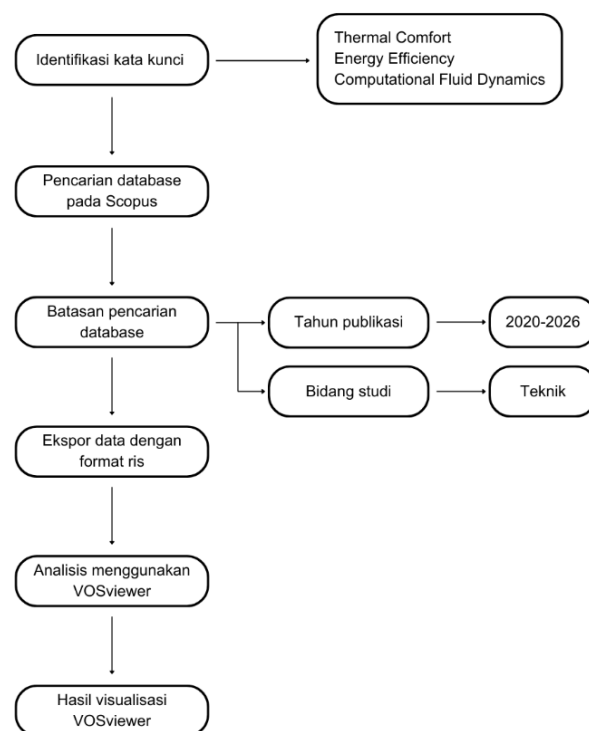 Identifikasi kata kunci
Thermal Comfort
Energy Efficiency
Computational Fluid Dynamics
Pencarian database
pada Scopus
Batasan pencarian
database
Tahun publikasi
2020-2026
Bidang studi
Teknik
Ekspor data dengan
format ris
Analisis menggunakan
VOSviewer
Hasil visualisasi
VOSviewer